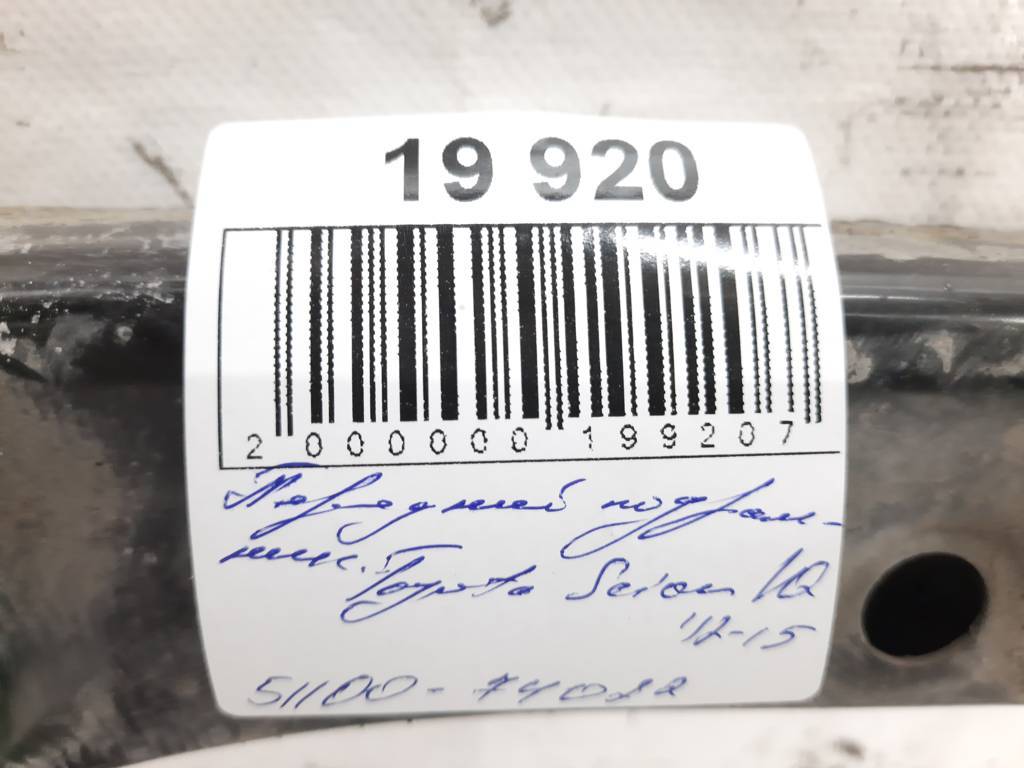 19 920
2 000000 199207
Передний подрам-
ник. Toyota Scion IQ
'12-15
51100-74022